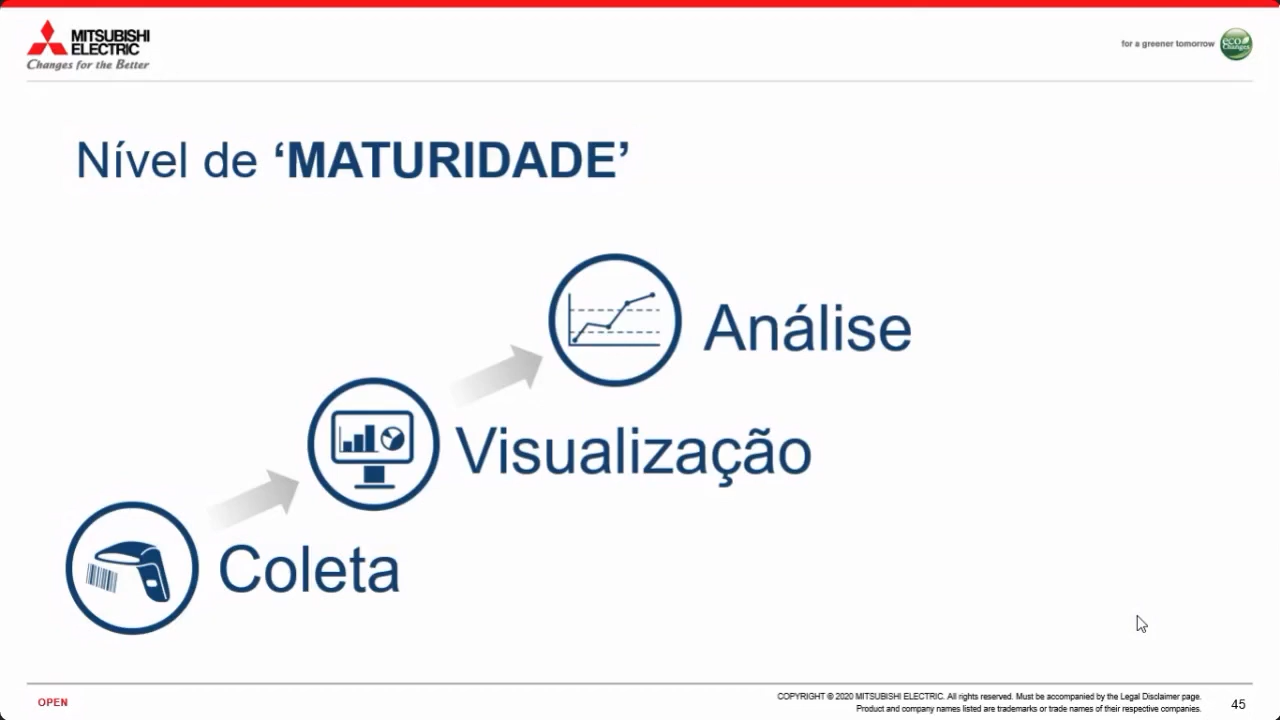 MITSUBISHI
ELECTRIC
Changes for the Better
for a greener tomorrow
eco
Changes
Nível de ‘MATURIDADE’
Análise
Visualização
Coleta
OPEN
COPYRIGHT © 2020 MITSUBISHI ELECTRIC. All rights reserved. Must be accompanied by the Legal Disclaimer page.
Product and company names listed are trademarks or trade names of their respective companies.
45